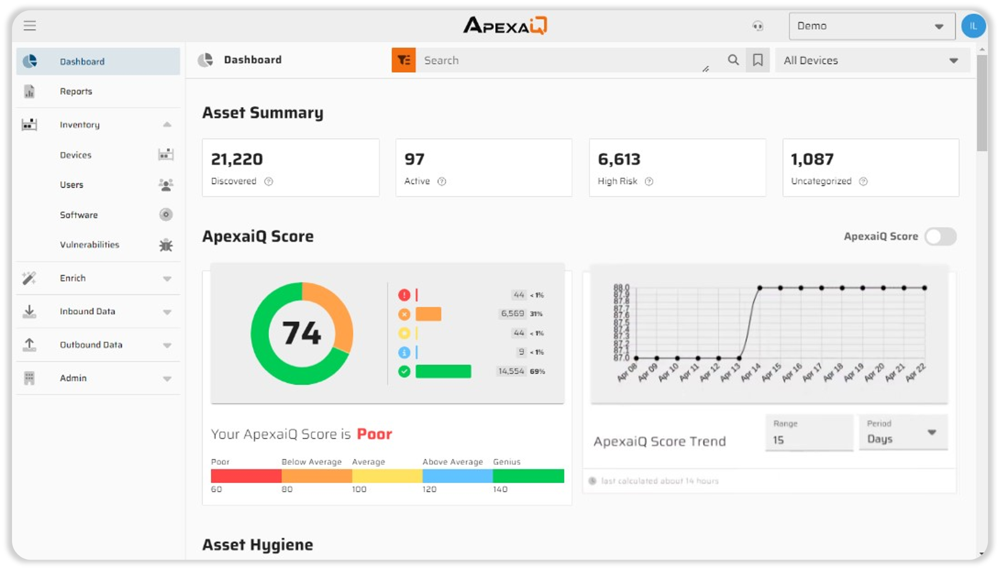 APEXAiQ
Demo
IL
Dashboard
Reports
Inventory
Devices
Users
Software
Vulnerabilities
Enrich
Inbound Data
Outbound Data
Admin
Dashboard
Search
All Devices
Asset Summary
21,220
Discovered
97
Active
6,613
High Risk
1,087
Uncategorized
ApexaiQ Score
ApexaiQ Score
74
44 < 1%
6,569 31%
44 < 1%
9 < 1%
14,554 69%
Your ApexaiQ Score is Poor
Poor Below Average Average Above Average Genius
60 80 100 120 140
88.0
87.9
87.8
87.7
87.6
87.5
87.4
87.3
87.2
87.1
87.0
Apr 08 Apr 09 Apr 10 Apr 11 Apr 12 Apr 13 Apr 14 Apr 15 Apr 16 Apr 17 Apr 18 Apr 19 Apr 20 Apr 21 Apr 22
ApexaiQ Score Trend
Range
15
Period
Days
last calculated about 14 hours
Asset Hygiene